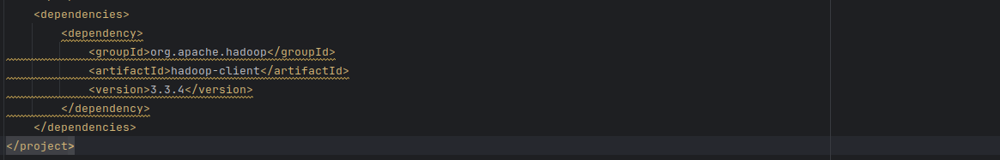 <dependencies>
<dependency>
<groupId>org.apache.hadoop</groupId>
<artifactId>hadoop-client</artifactId>
<version>3.3.4</version>
</dependency>
</dependencies>
</project>